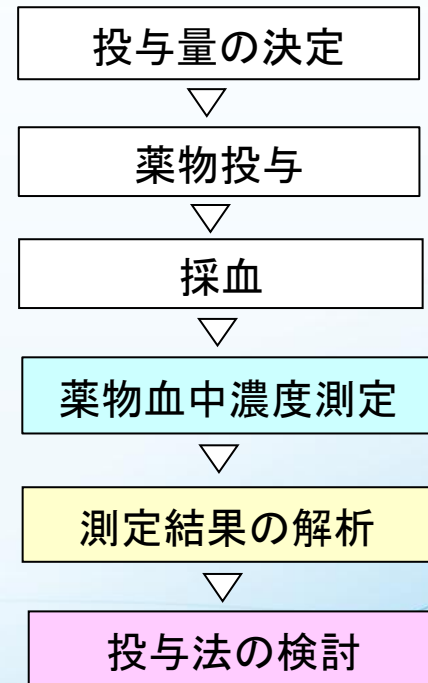 投与量の決定
薬物投与
採血
薬物血中濃度測定
測定結果の解析
投与法の検討